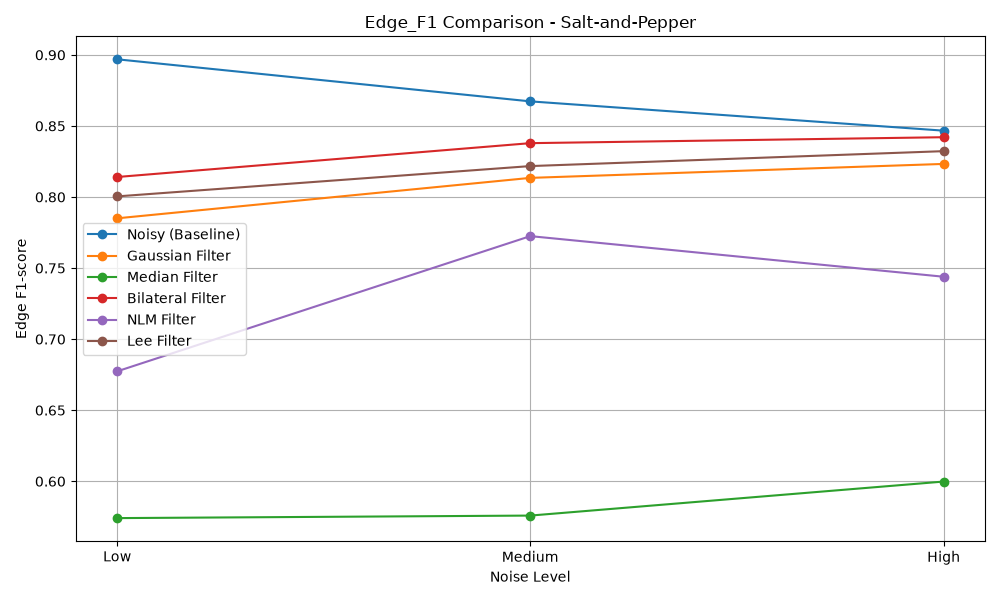 Edge_F1 Comparison - Salt-and-Pepper
Edge F1-score
0.90
0.85
0.80
0.75
0.70
0.65
0.60
Noisy (Baseline)
Gaussian Filter
Median Filter
Bilateral Filter
NLM Filter
Lee Filter
Low
Medium
High
Noise Level